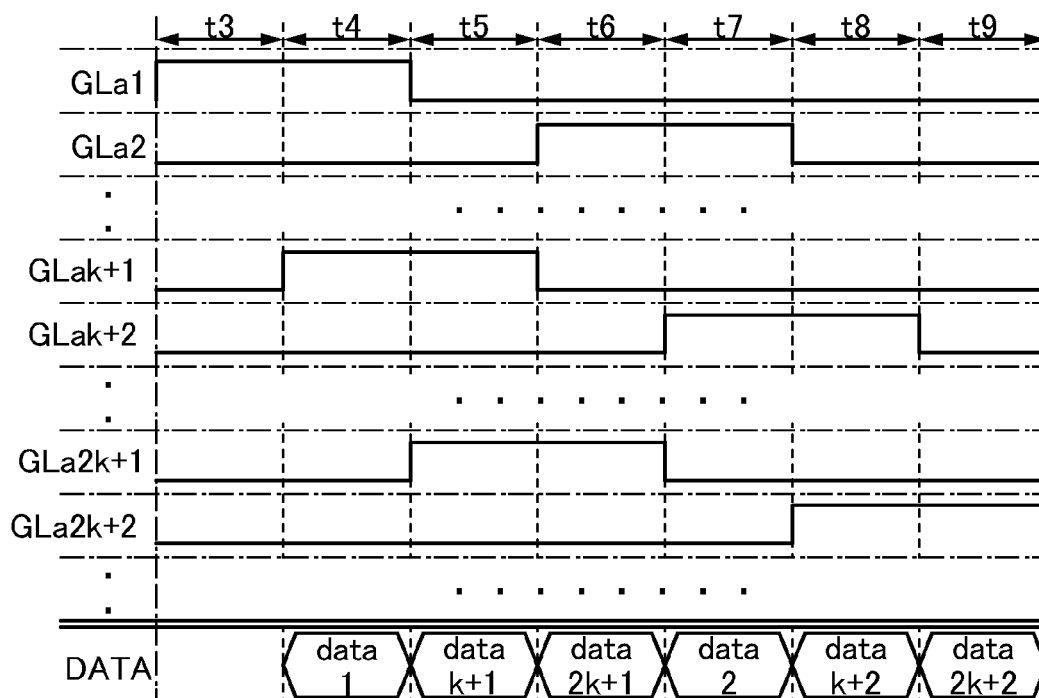 t3 t4 t5 t6 t7 t8 t9
GLa1
GLa2
GLak+1
GLak+2
GLa2k+1
GLa2k+2
DATA
data 1
data k+1
data 2k+1
data 2
data k+2
data 2k+2